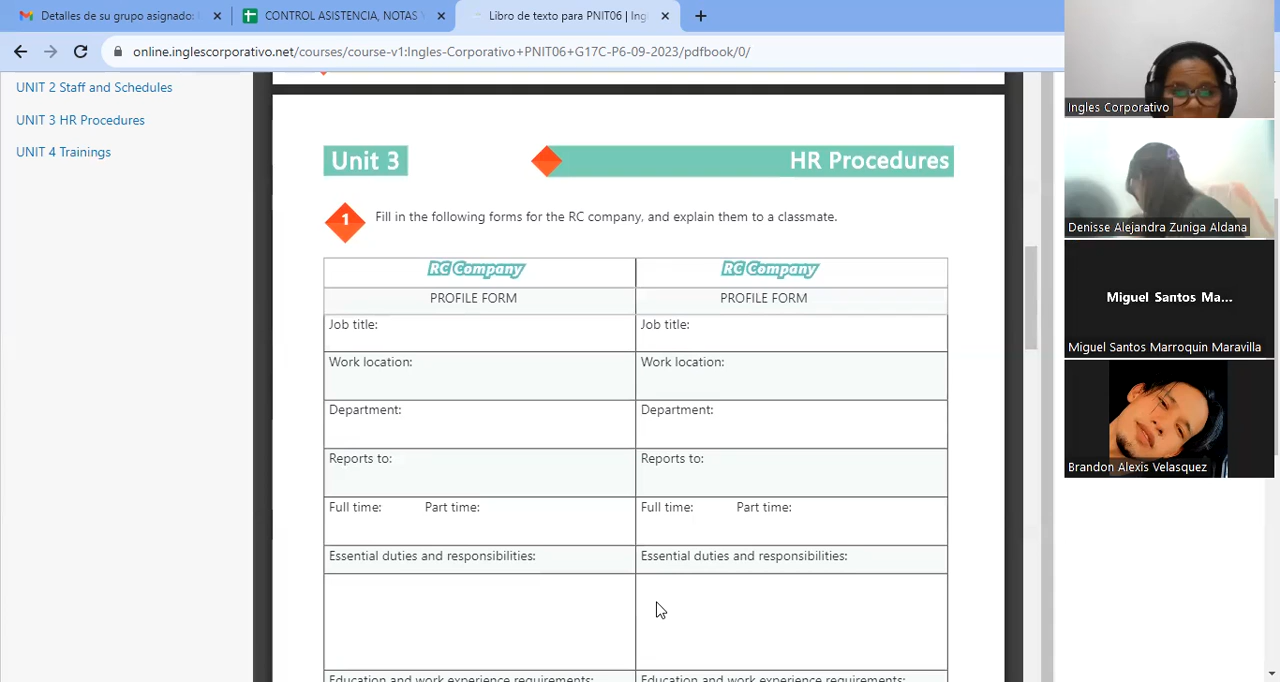 Detalles de su grupo asignado:
CONTROL ASISTENCIA, NOTAS Y
Libro de texto para PNIT06 | Ing
online.inglescorporativo.net/courses/course-v1:Ingles-Corporativo+PNIT06+G17C-P6-09-2023/pdfbook/0/
UNIT 2 Staff and Schedules
UNIT 3 HR Procedures
UNIT 4 Trainings
Unit 3
HR Procedures
1
Fill in the following forms for the RC company, and explain them to a classmate.
RC Company
RC Company
PROFILE FORM
PROFILE FORM
Job title:
Job title:
Work location:
Work location:
Department:
Department:
Reports to:
Reports to:
Full time: Part time:
Full time: Part time:
Essential duties and responsibilities:
Essential duties and responsibilities:
Education and work experience requirements:
Education and work experience requirements:
Ingles Corporativo
Denisse Alejandra Zuniga Aldana
Miguel Santos Ma...
Miguel Santos Marroquin Maravilla
Brandon Alexis Velasquez